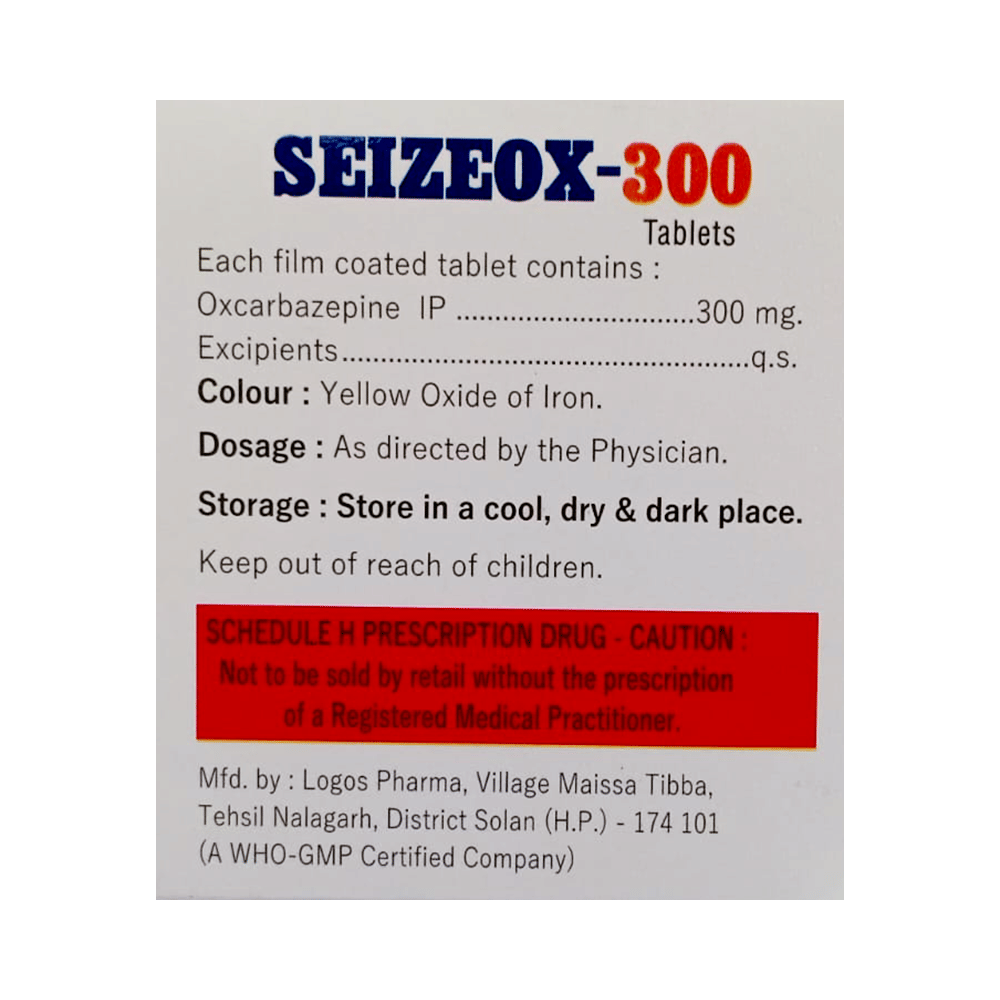 SEIZEOX-300
Tablets
Each film coated tablet contains :
Oxcarbazepine IP ...............................300 mg.
Excipients.....................................................q.s.
Colour : Yellow Oxide of Iron.
Dosage : As directed by the Physician.
Storage : Store in a cool, dry & dark place.
Keep out of reach of children.
SCHEDULE H PRESCRIPTION DRUG - CAUTION :
Not to be sold by retail without the prescription
of a Registered Medical Practitioner.
Mfd. by : Logos Pharma, Village Maissa Tibba,
Tehsil Nalagarh, District Solan (H.P.) - 174 101
(A WHO-GMP Certified Company)